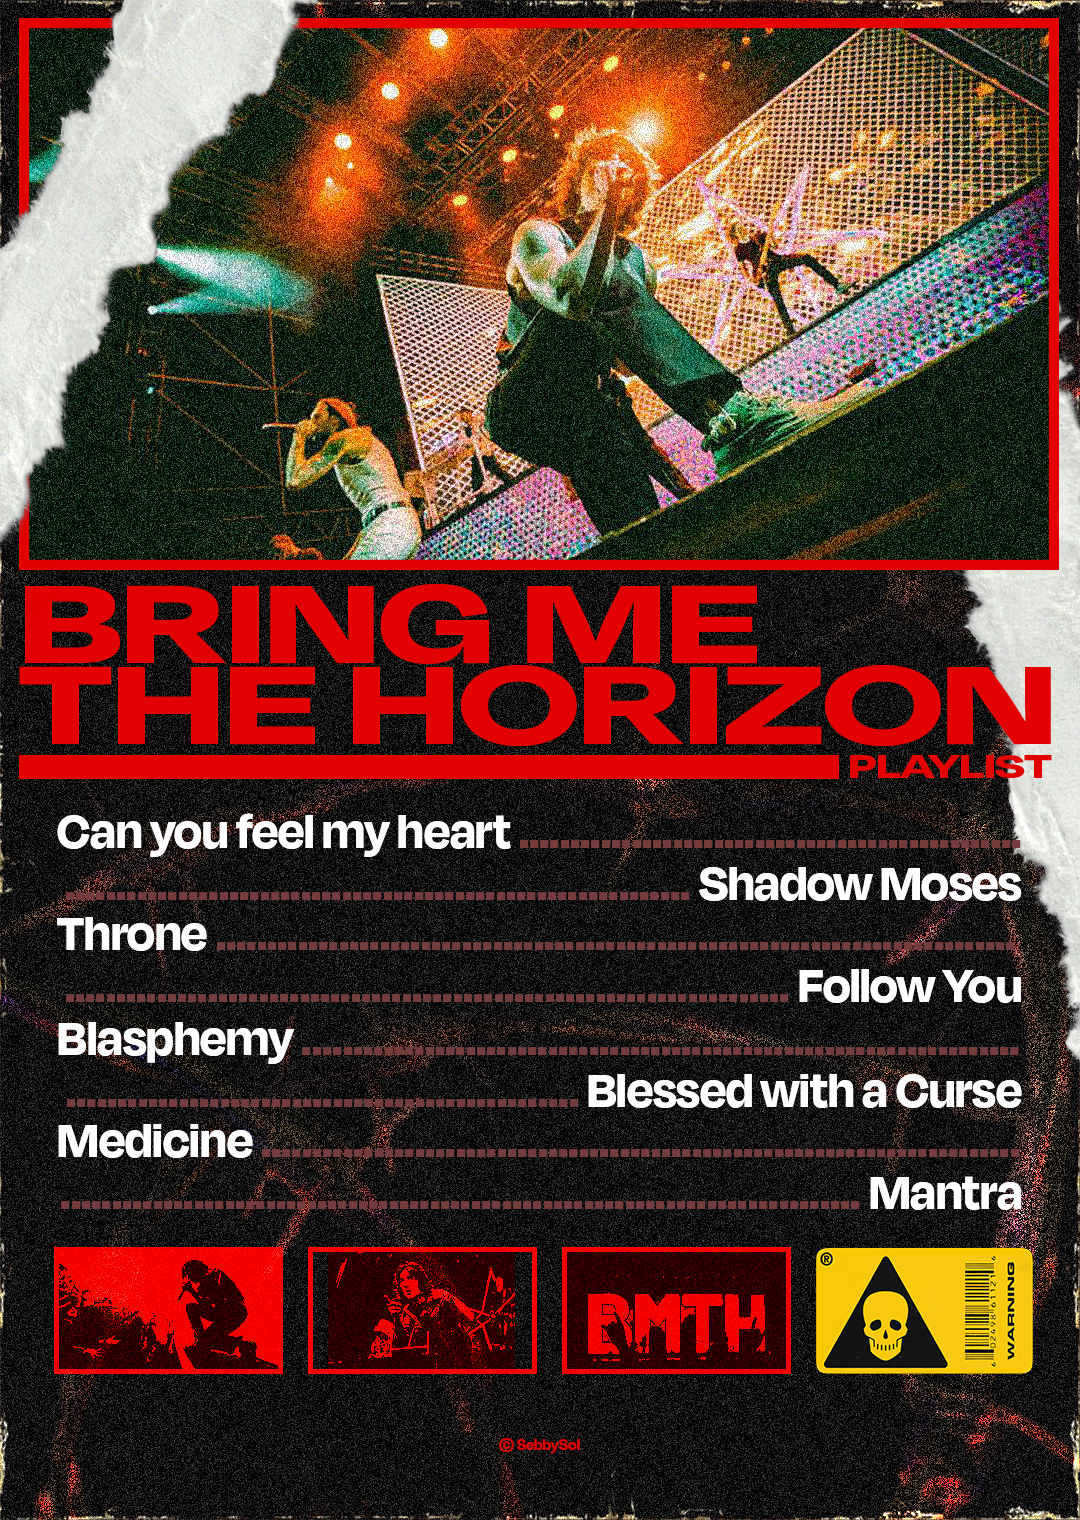 BRING ME
THE HORIZON
PLAYLIST
Can you feel my heart
Shadow Moses
Throne
Follow You
Blasphemy
Blessed with a Curse
Medicine
Mantra
BMTH
®
WARNING
© SebbySol